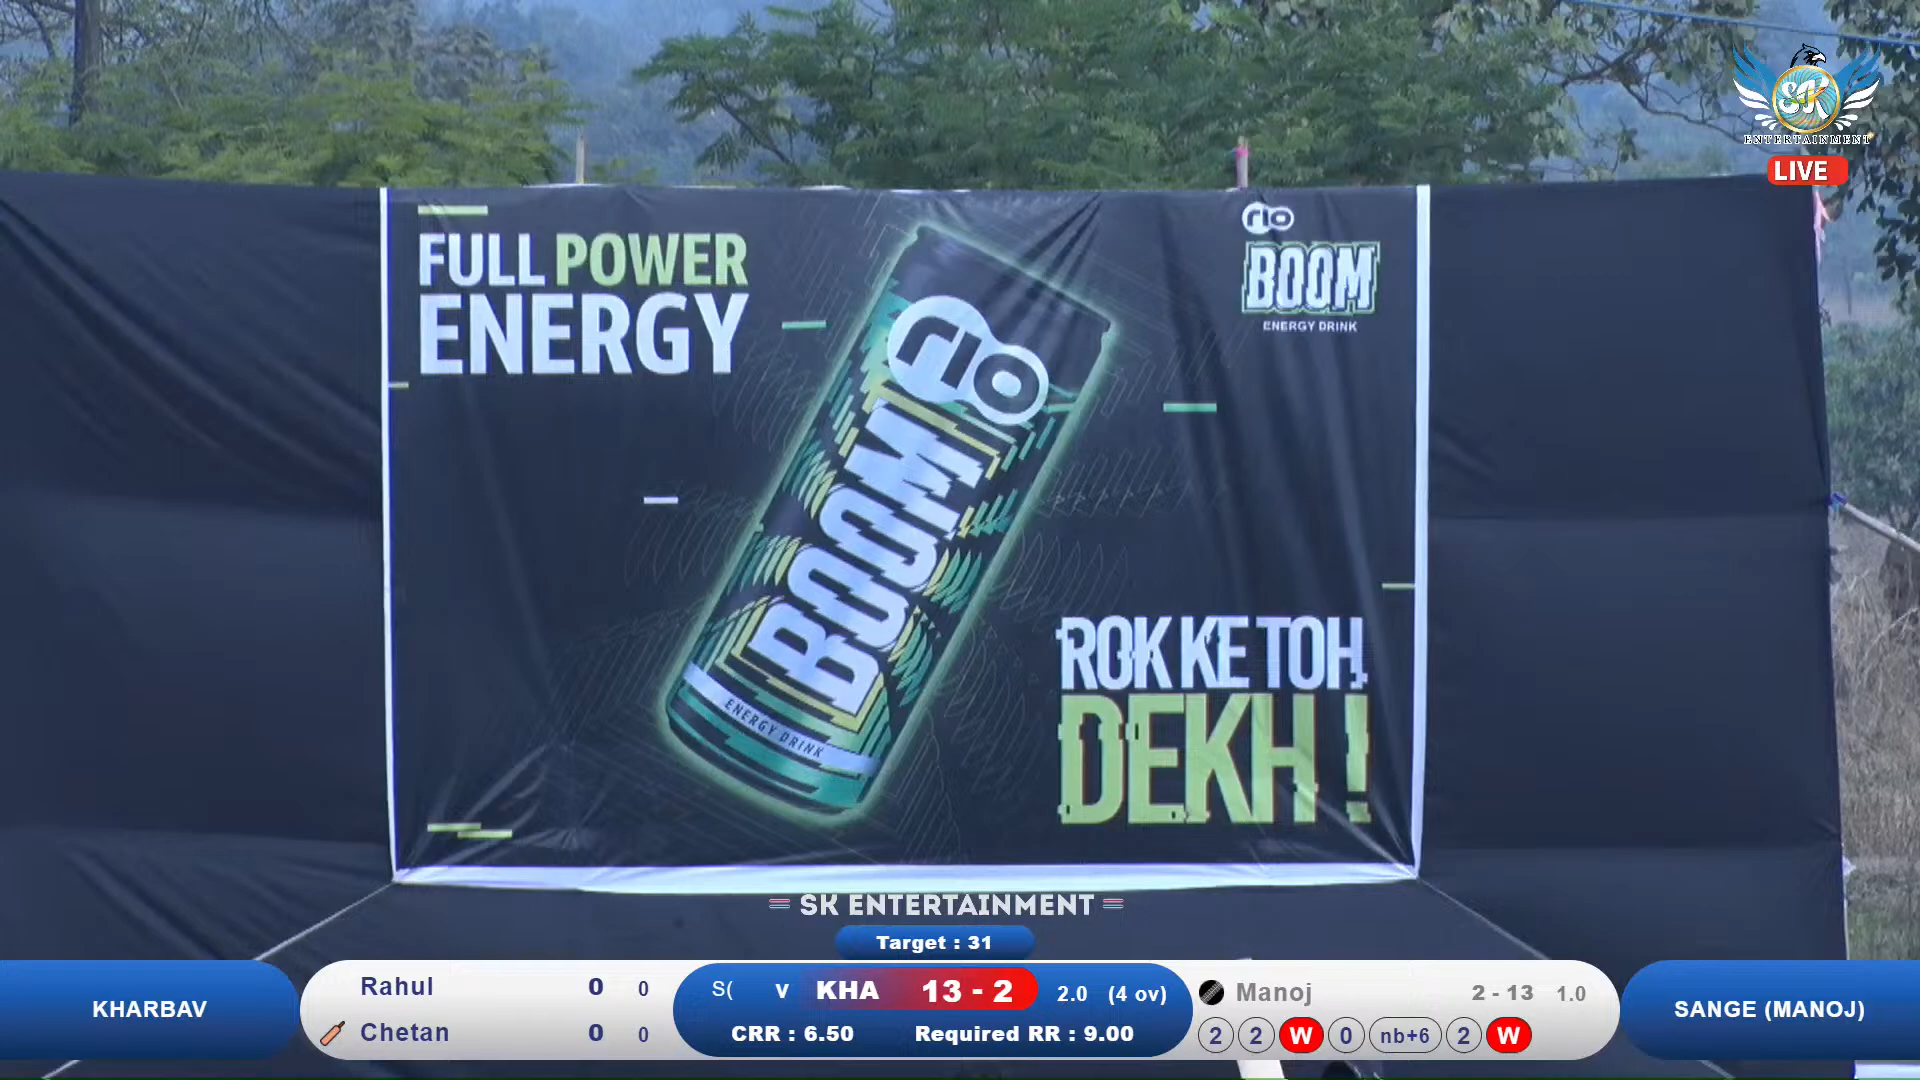 SK
ENTERTAINMENT
LIVE
FULL POWER
ENERGY
rio
BOOM
ENERGY DRINK
rio
BOOM
ENERGY DRINK
ROK KE TOH
DEKH !
SK ENTERTAINMENT
Target : 31
KHARBAV
Rahul 0 0
Chetan 0 0
S( v KHA 13 - 2 2.0 (4 ov)
CRR : 6.50 Required RR : 9.00
Manoj 2 - 13 1.0
2 2 W 0 nb+6 2 W
SANGE (MANOJ)